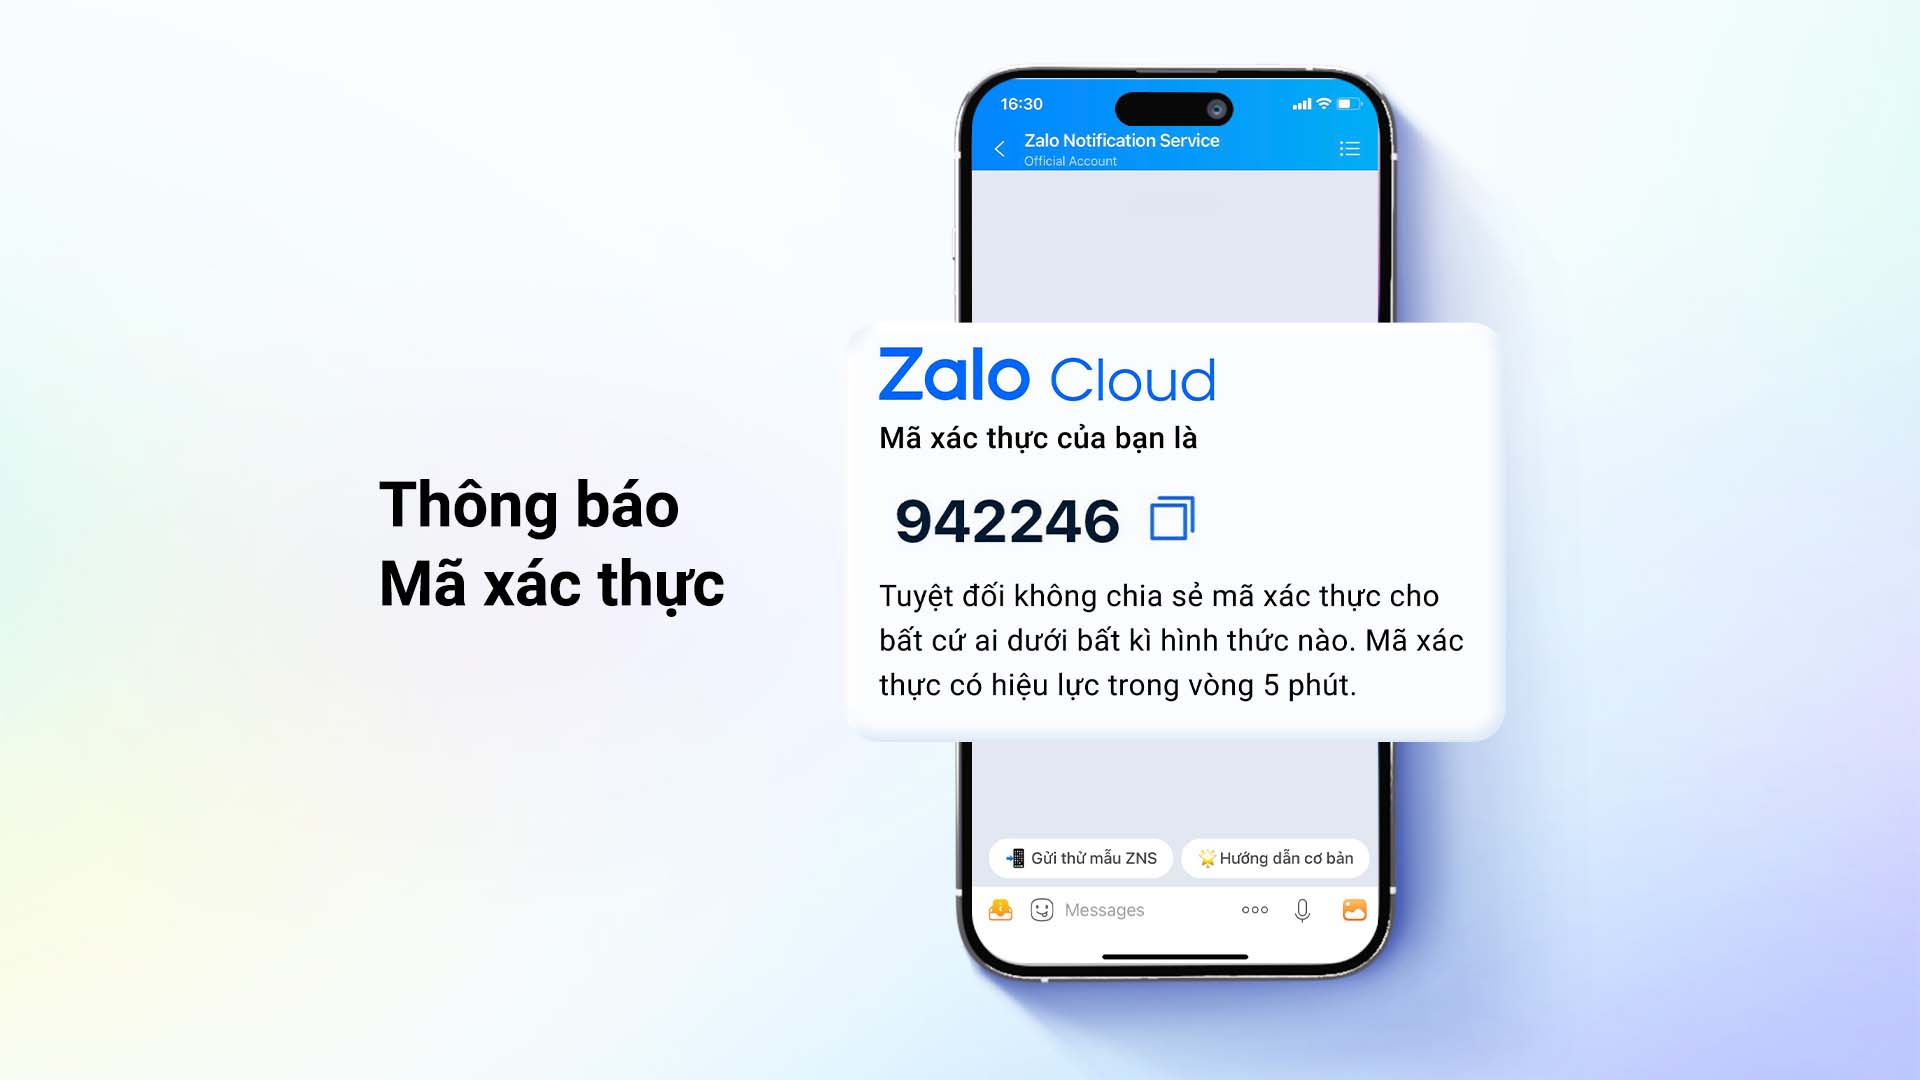 Thông báo
Mã xác thực
16:30
Zalo Notification Service
Official Account
Zalo Cloud
Mã xác thực của bạn là
942246
Tuyệt đối không chia sẻ mã xác thực cho
bất cứ ai dưới bất kì hình thức nào. Mã xác
thực có hiệu lực trong vòng 5 phút.
Gửi thử mẫu ZNS
Hướng dẫn cơ bản
Messages